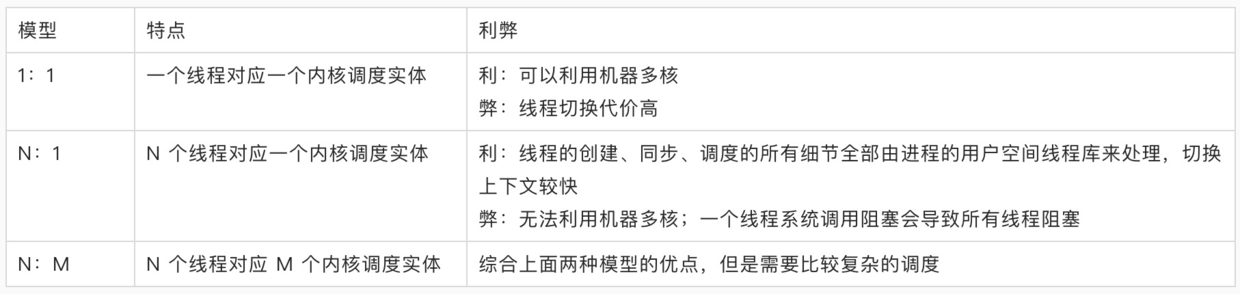 模型 特点 利弊
1：1 一个线程对应一个内核调度实体 利：可以利用机器多核
弊：线程切换代价高
N：1 N 个线程对应一个内核调度实体 利：线程的创建、同步、调度的所有细节全部由进程的用户空间线程库来处理，切换
上下文较快
弊：无法利用机器多核；一个线程系统调用阻塞会导致所有线程阻塞
N：M N 个线程对应 M 个内核调度实体 综合上面两种模型的优点，但是需要比较复杂的调度